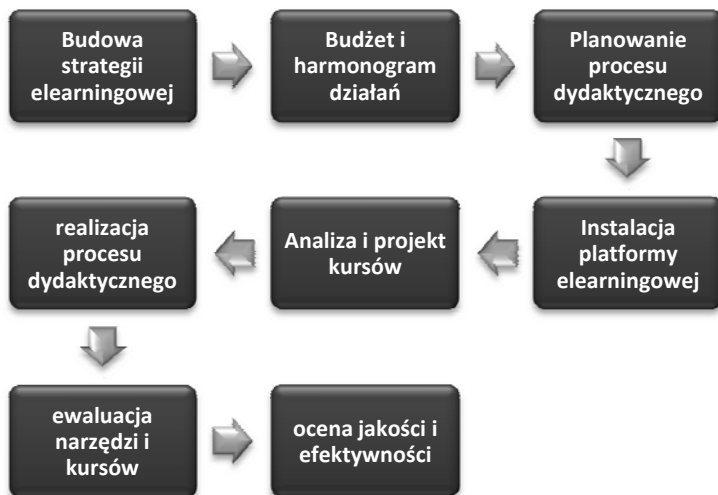 Budowa
strategii
elearningowej
Budżet i
harmonogram
działań
Planowanie
procesu
dydaktycznego
Instalacja
platformy
elearningowej
Analiza i projekt
kursów
realizacja
procesu
dydaktycznego
ewaluacja
narzędzi i
kursów
ocena jakości i
efektywności